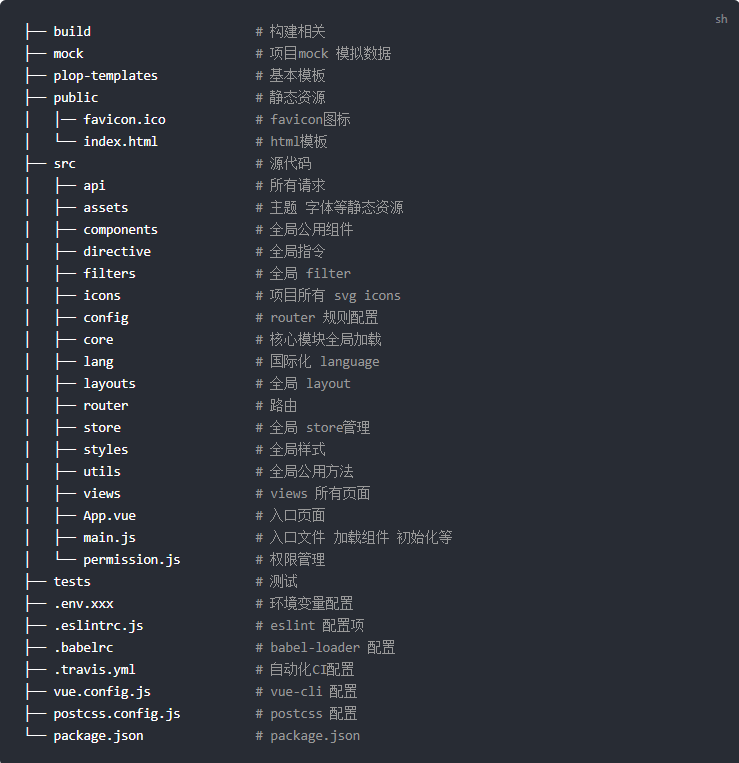 sh
├── build                      # 构建相关
├── mock                       # 项目mock 模拟数据
├── plop-templates             # 基本模板
├── public                     # 静态资源
│   │── favicon.ico            # favicon图标
│   └── index.html             # html模板
├── src                        # 源代码
│   ├── api                    # 所有请求
│   ├── assets                 # 主题 字体等静态资源
│   ├── components             # 全局公用组件
│   ├── directive              # 全局指令
│   ├── filters                # 全局 filter
│   ├── icons                  # 项目所有 svg icons
│   ├── config                 # router 规则配置
│   ├── core                   # 核心模块全局加载
│   ├── lang                   # 国际化 language
│   ├── layouts                # 全局 layout
│   ├── router                 # 路由
│   ├── store                  # 全局 store管理
│   ├── styles                 # 全局样式
│   ├── utils                  # 全局公用方法
│   ├── views                  # views 所有页面
│   ├── App.vue                # 入口页面
│   ├── main.js                # 入口文件 加载组件 初始化等
│   └── permission.js          # 权限管理
├── tests                      # 测试
├── .env.xxx                   # 环境变量配置
├── .eslintrc.js               # eslint 配置项
├── .babelrc                   # babel-loader 配置
├── .travis.yml                # 自动化CI配置
├── vue.config.js              # vue-cli 配置
├── postcss.config.js          # postcss 配置
└── package.json               # package.json